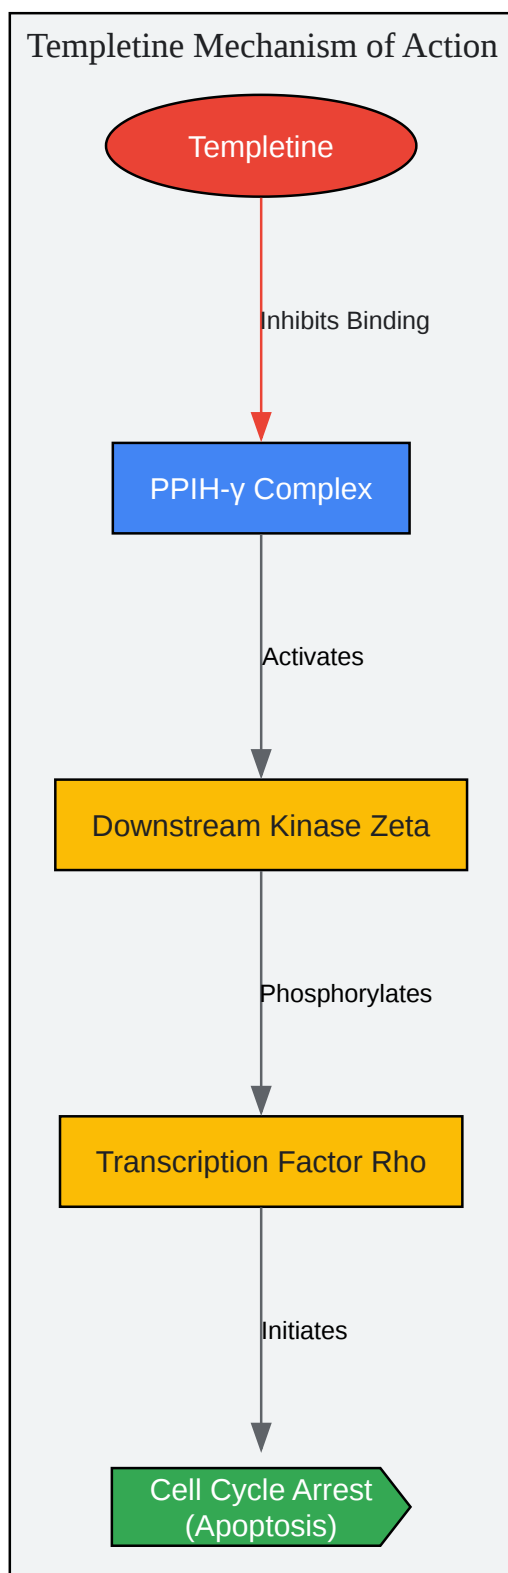 Templetine Mechanism of Action
Templetine
Inhibits Binding
PPIH-γ Complex
Activates
Downstream Kinase Zeta
Phosphorylates
Transcription Factor Rho
Initiates
Cell Cycle Arrest
(Apoptosis)